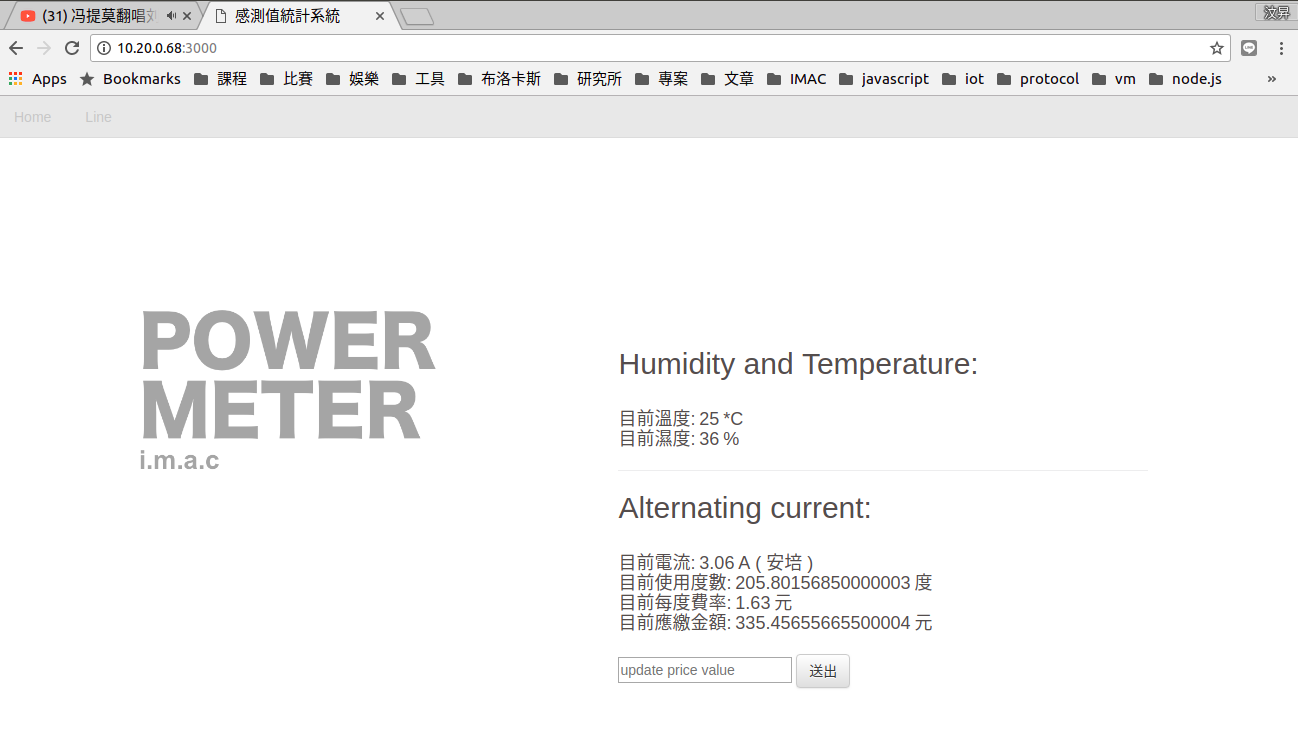 (31) 冯提莫翻唱刘
感測值統計系統
汶昇
10.20.0.68:3000
Apps Bookmarks 課程 比賽 娛樂 工具 布洛卡斯 研究所 專案 文章 IMAC javascript iot protocol vm node.js »
Home Line
POWER
METER
i.m.a.c
Humidity and Temperature:
目前溫度: 25 *C
目前濕度: 36 %
Alternating current:
目前電流: 3.06 A ( 安培 )
目前使用度數: 205.80156850000003 度
目前每度費率: 1.63 元
目前應繳金額: 335.45655665500004 元
update price value 送出